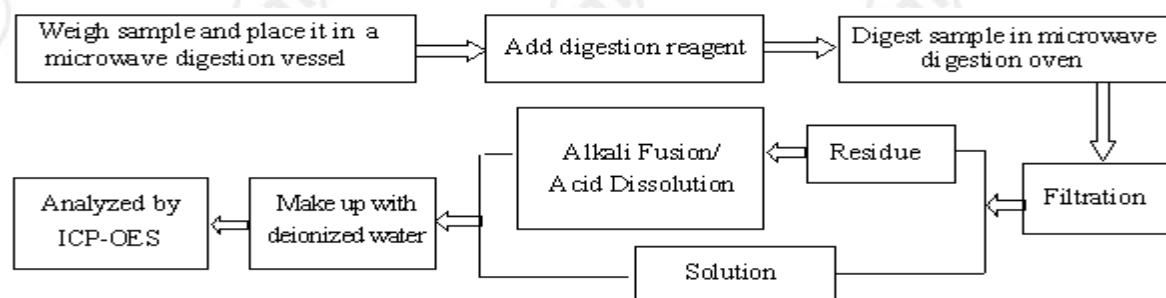 Weigh sample and place it in a
microwave digestion vessel
Add digestion reagent
Digest sample in microwave
digestion oven
Filtration
Residue
Alkali Fusion/
Acid Dissolution
Solution
Make up with
deionized water
Analyzed by
ICP-OES